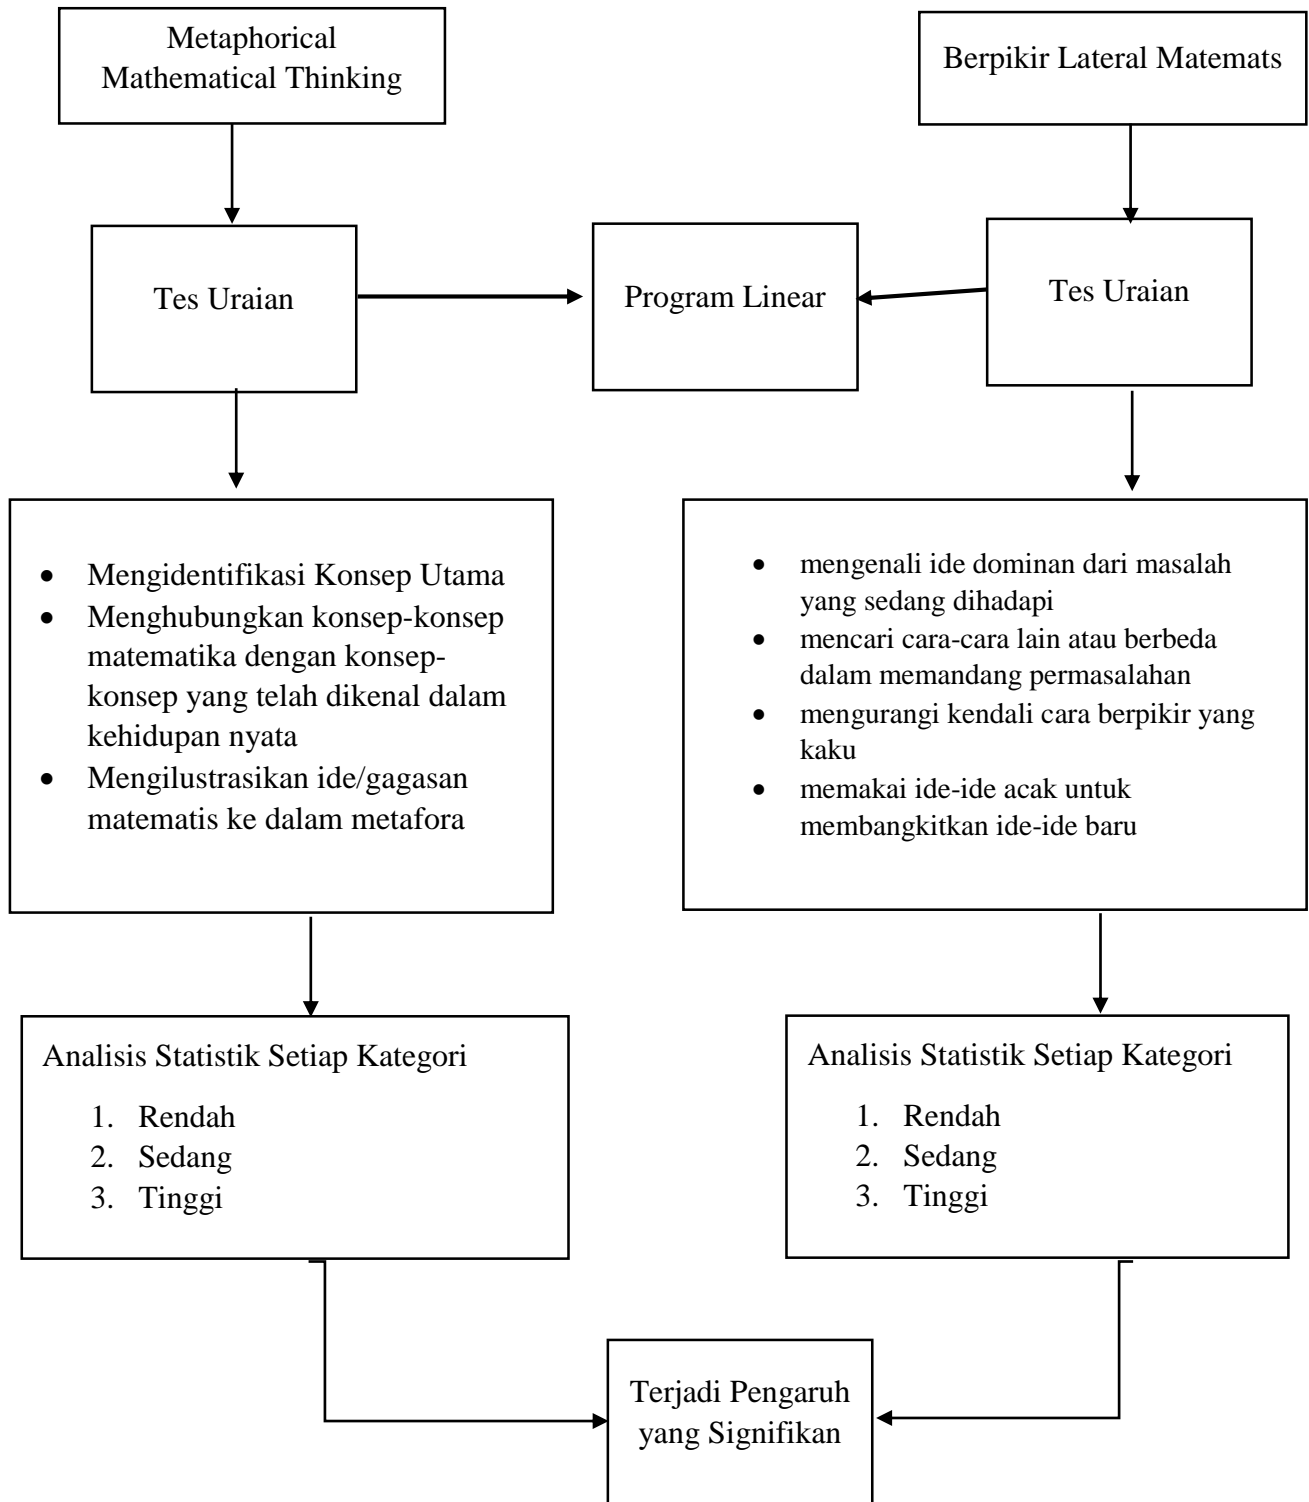 Metaphorical
Mathematical Thinking
Berpikir Lateral Matemats
Tes Uraian
Program Linear
Tes Uraian
• Mengidentifikasi Konsep Utama
• Menghubungkan konsep-konsep
matematika dengan konsep-
konsep yang telah dikenal dalam
kehidupan nyata
• Mengilustrasikan ide/gagasan
matematis ke dalam metafora
• mengenali ide dominan dari masalah
yang sedang dihadapi
• mencari cara-cara lain atau berbeda
dalam memandang permasalahan
• mengurangi kendali cara berpikir yang
kaku
• memakai ide-ide acak untuk
membangkitkan ide-ide baru
Analisis Statistik Setiap Kategori
1. Rendah
2. Sedang
3. Tinggi
Analisis Statistik Setiap Kategori
1. Rendah
2. Sedang
3. Tinggi
Terjadi Pengaruh
yang Signifikan